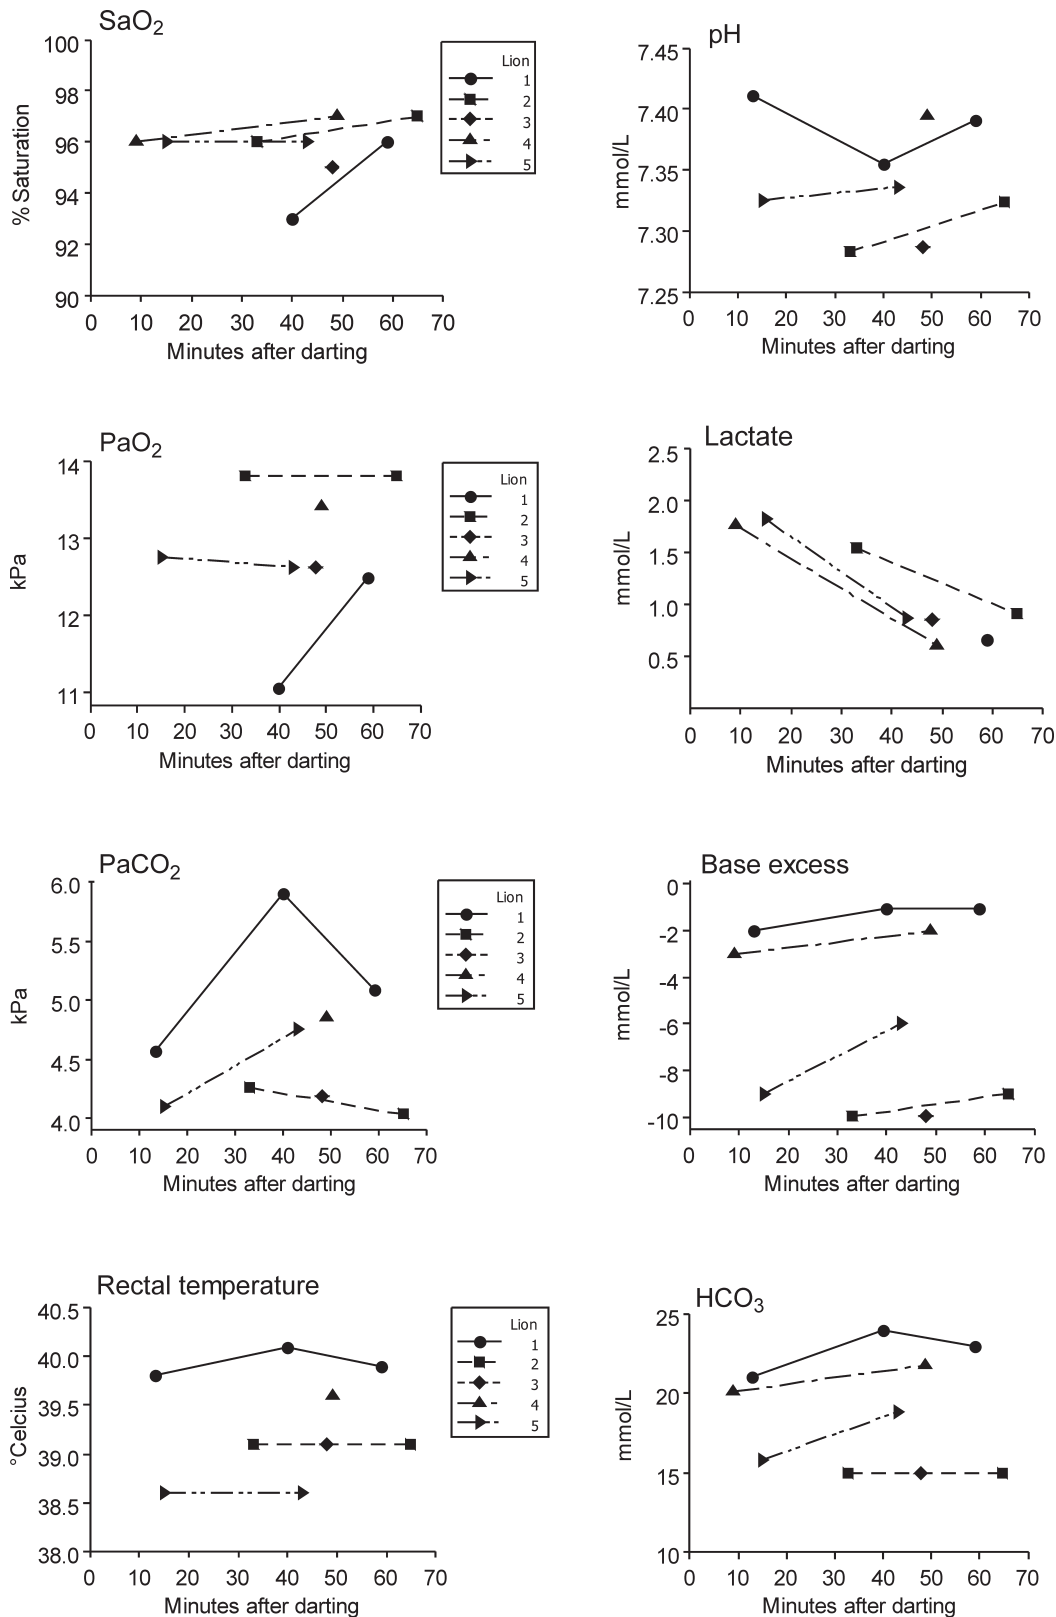 SaO2
100
98
96
94
92
90
% Saturation
0 10 20 30 40 50 60 70
Minutes after darting
Lion
1
2
3
4
5
pH
7.45
7.40
7.35
7.30
7.25
mmol/L
0 10 20 30 40 50 60 70
Minutes after darting
PaO2
14
13
12
11
kPa
0 10 20 30 40 50 60 70
Minutes after darting
Lion
1
2
3
4
5
Lactate
2.5
2.0
1.5
1.0
0.5
mmol/L
0 10 20 30 40 50 60 70
Minutes after darting
PaCO2
6.0
5.5
5.0
4.5
4.0
kPa
0 10 20 30 40 50 60 70
Minutes after darting
Lion
1
2
3
4
5
Base excess
0
-2
-4
-6
-8
-10
mmol/L
0 10 20 30 40 50 60 70
Minutes after darting
Rectal temperature
40.5
40.0
39.5
39.0
38.5
38.0
°Celcius
0 10 20 30 40 50 60 70
Minutes after darting
Lion
1
2
3
4
5
HCO3
25
20
15
10
mmol/L
0 10 20 30 40 50 60 70
Minutes after darting